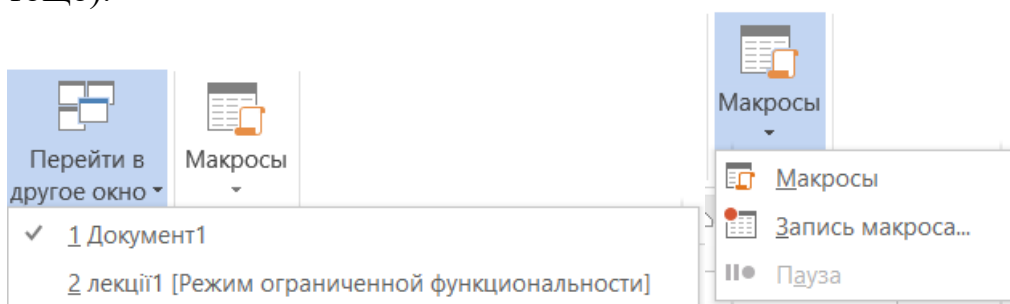 Перейти в
другое окно
Макросы
1 Документ1
2 лекції1 [Режим ограниченной функциональности]
Макросы
Макросы
Запись макроса...
Пауза